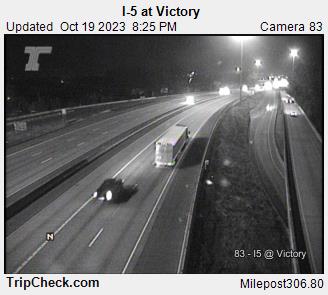 I-5 at Victory
Updated Oct 19 2023 8:25 PM Camera 83
T
N
83 - I5 @ Victory
TripCheck.com Milepost306.80